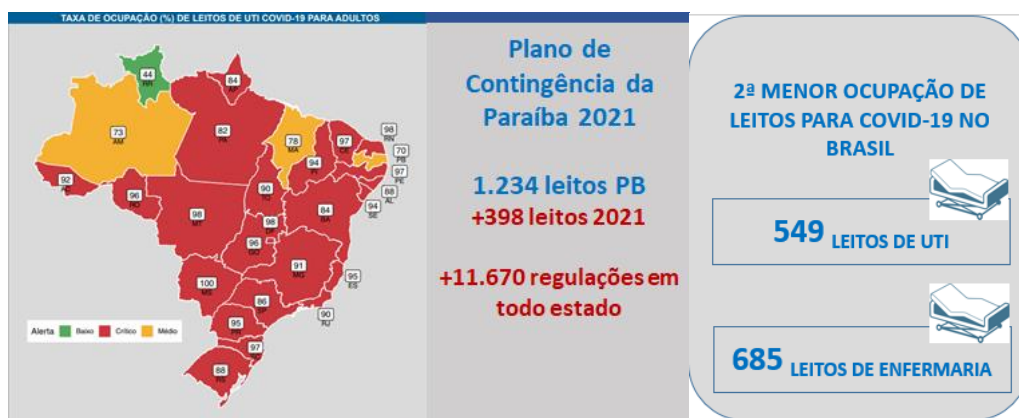 TAXA DE OCUPAÇÃO (%) DE LEITOS DE UTI COVID-19 PARA ADULTOS
44
RR
84
AP
73
AM
82
PA
78
MA
97
CE
98
RN
70
PB
97
PE
88
AL
94
SE
94
PI
92
AC
96
RO
90
TO
84
BA
98
MT
98
DF
96
GO
91
MG
95
ES
100
MS
86
SP
90
RJ
95
PR
97
SC
88
RS
Alerta Baixo Crítico Médio
Plano de
Contingência da
Paraíba 2021
1.234 leitos PB
+398 leitos 2021
+11.670 regulações em
todo estado
2ª MENOR OCUPAÇÃO DE
LEITOS PARA COVID-19 NO
BRASIL
549 LEITOS DE UTI
685 LEITOS DE ENFERMARIA